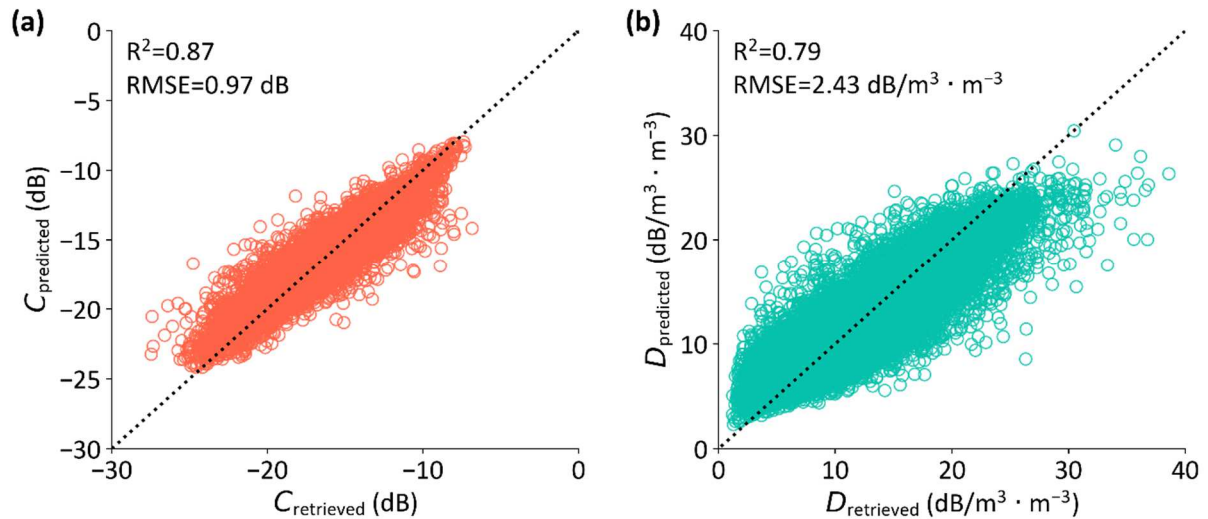 (a)
R²=0.87
RMSE=0.97 dB
0
−5
−10
−15
−20
−25
−30
C_predicted (dB)
−30
−20
−10
0
C_retrieved (dB)
(b)
R²=0.79
RMSE=2.43 dB/m³ · m⁻³
40
30
20
10
0
D_predicted (dB/m³ · m⁻³)
0
10
20
30
40
D_retrieved (dB/m³ · m⁻³)